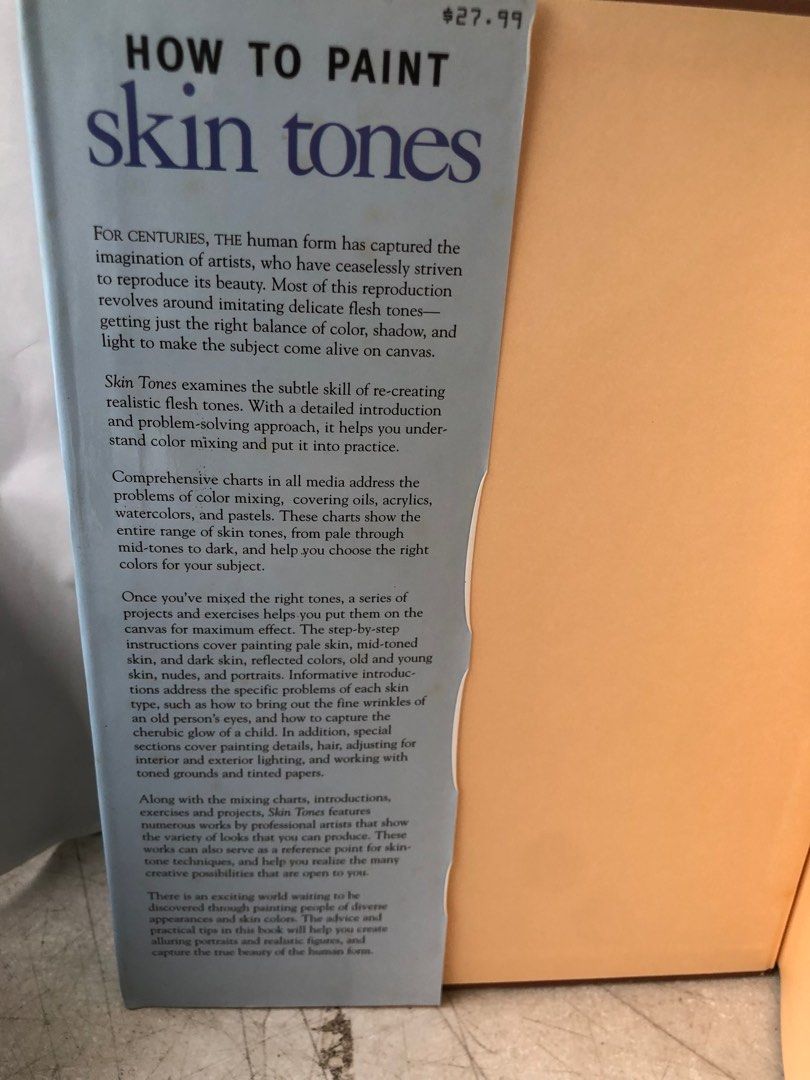 $27.99
HOW TO PAINT
skin tones
FOR CENTURIES, THE human form has captured the
imagination of artists, who have ceaselessly striven
to reproduce its beauty. Most of this reproduction
revolves around imitating delicate flesh tones—
getting just the right balance of color, shadow, and
light to make the subject come alive on canvas.
Skin Tones examines the subtle skill of re-creating
realistic flesh tones. With a detailed introduction
and problem-solving approach, it helps you under-
stand color mixing and put it into practice.
Comprehensive charts in all media address the
problems of color mixing, covering oils, acrylics,
watercolors, and pastels. These charts show the
entire range of skin tones, from pale through
mid-tones to dark, and help you choose the right
colors for your subject.
Once you've mixed the right tones, a series of
projects and exercises helps you put them on the
canvas for maximum effect. The step-by-step
instructions cover painting pale skin, mid-toned
skin, and dark skin, reflected colors, old and young
skin, nudes, and portraits. Informative introduc-
tions address the specific problems of each skin
type, such as how to bring out the fine wrinkles of
an old person's eyes, and how to capture the
cherubic glow of a child. In addition, special
sections cover painting details, hair, adjusting for
interior and exterior lighting, and working with
toned grounds and tinted papers.
Along with the mixing charts, introductions,
exercises and projects, Skin Tones features
numerous works by professional artists that show
the variety of looks that you can produce. These
works can also serve as a reference point for skin-
tone techniques, and help you realize the many
creative possibilities that are open to you.
There is an exciting world waiting to be
discovered through painting people of diverse
appearances and skin colors. The advice and
practical tips in this book will help you create
alluring portraits and realistic figures, and
capture the true beauty of the human form.